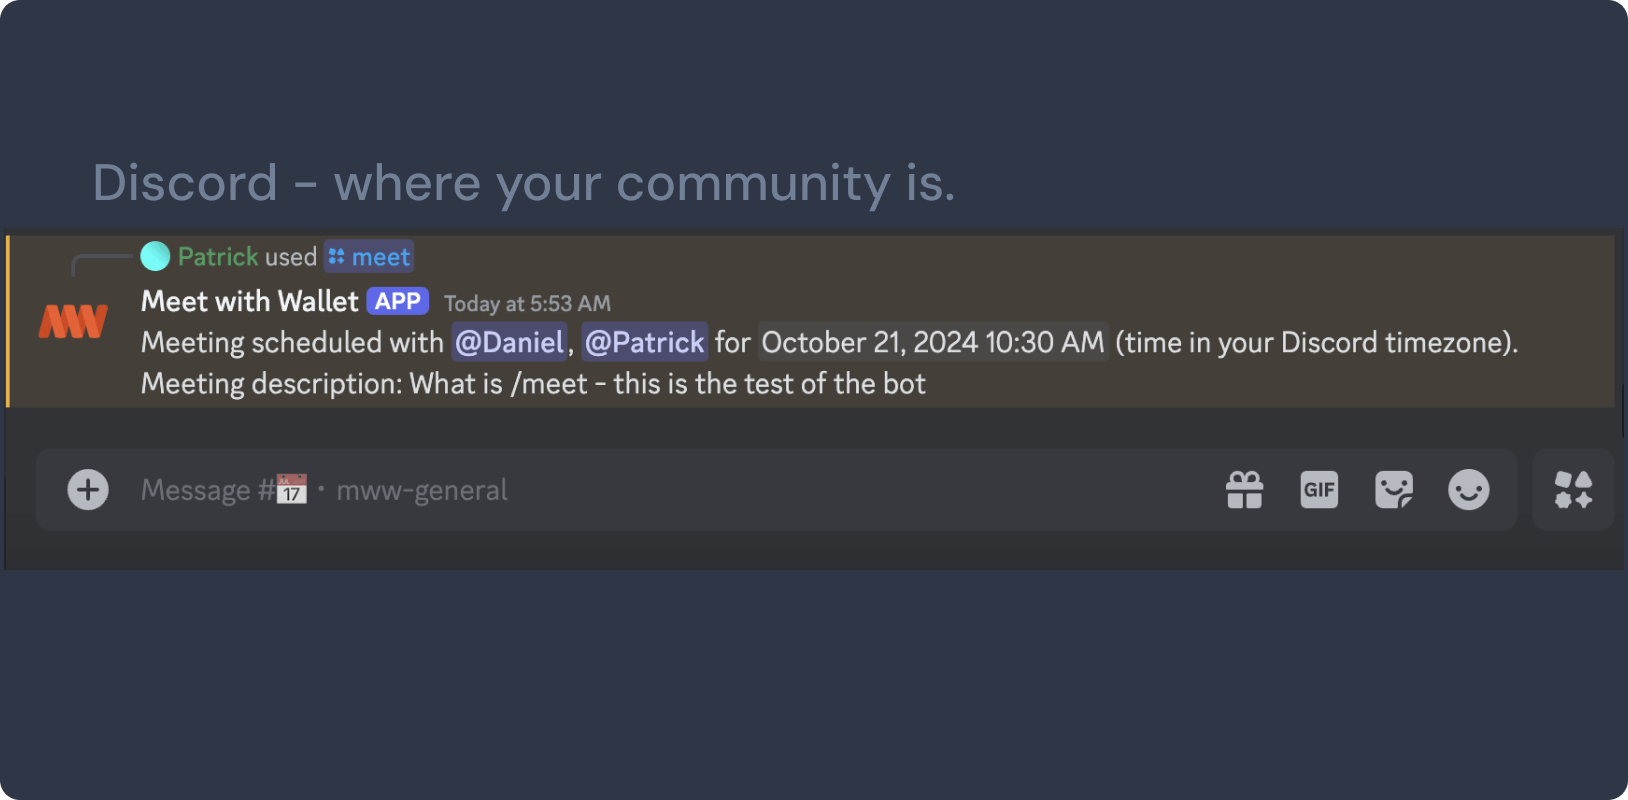 Discord - where your community is.
Patrick used meet
Meet with Wallet APP Today at 5:53 AM
Meeting scheduled with @Daniel, @Patrick for October 21, 2024 10:30 AM (time in your Discord timezone).
Meeting description: What is /meet - this is the test of the bot
Message #📅 · mww-general GIF